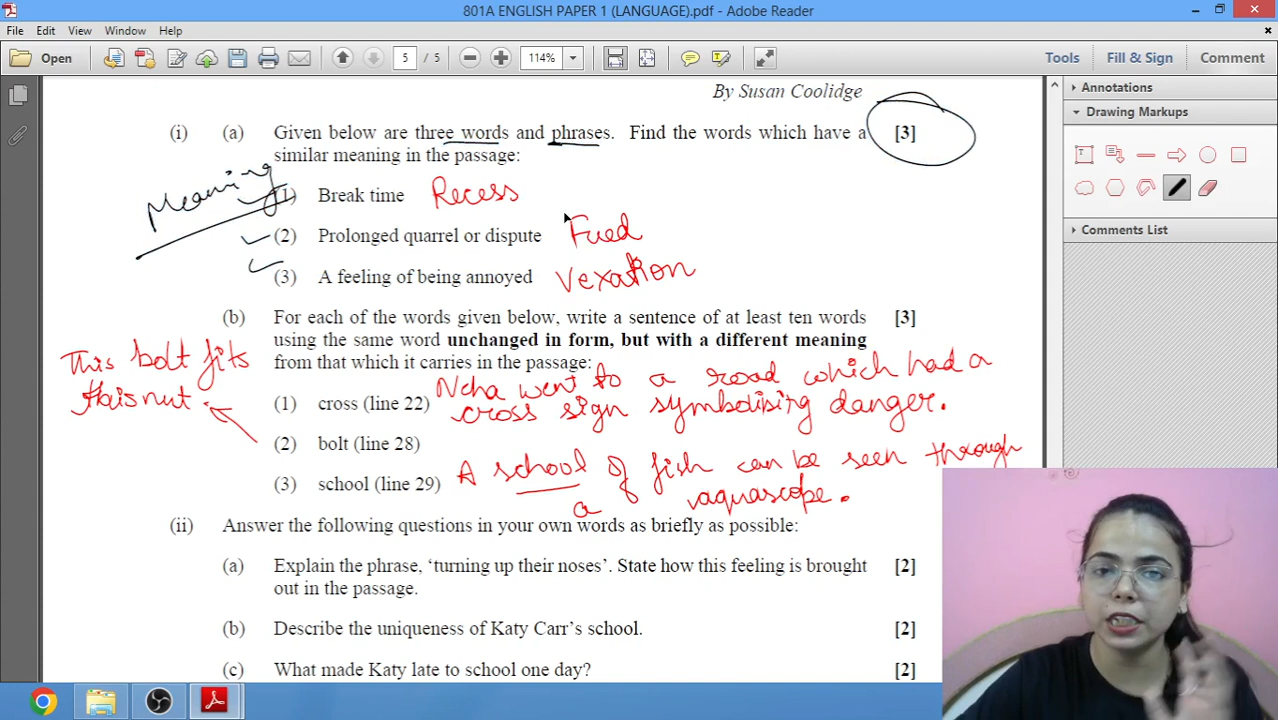 801A ENGLISH PAPER 1 (LANGUAGE).pdf - Adobe Reader
File Edit View Window Help
Open 5 / 5 114% Tools Fill & Sign Comment
By Susan Coolidge
(i) (a) Given below are three words and phrases. Find the words which have a [3]
similar meaning in the passage:
Meaning
(1) Break time Recess
(2) Prolonged quarrel or dispute Fued
(3) A feeling of being annoyed Vexation
(b) For each of the words given below, write a sentence of at least ten words [3]
using the same word unchanged in form, but with a different meaning
from that which it carries in the passage:
This bolt fits
this nut.
(1) cross (line 22) Neha went to a road which had a
cross sign symbolising danger.
(2) bolt (line 28)
(3) school (line 29) A school of fish can be seen through
a aquascope.
(ii) Answer the following questions in your own words as briefly as possible:
(a) Explain the phrase, ‘turning up their noses’. State how this feeling is brought [2]
out in the passage.
(b) Describe the uniqueness of Katy Carr’s school. [2]
(c) What made Katy late to school one day? [2]
Annotations
Drawing Markups
T
Comments List